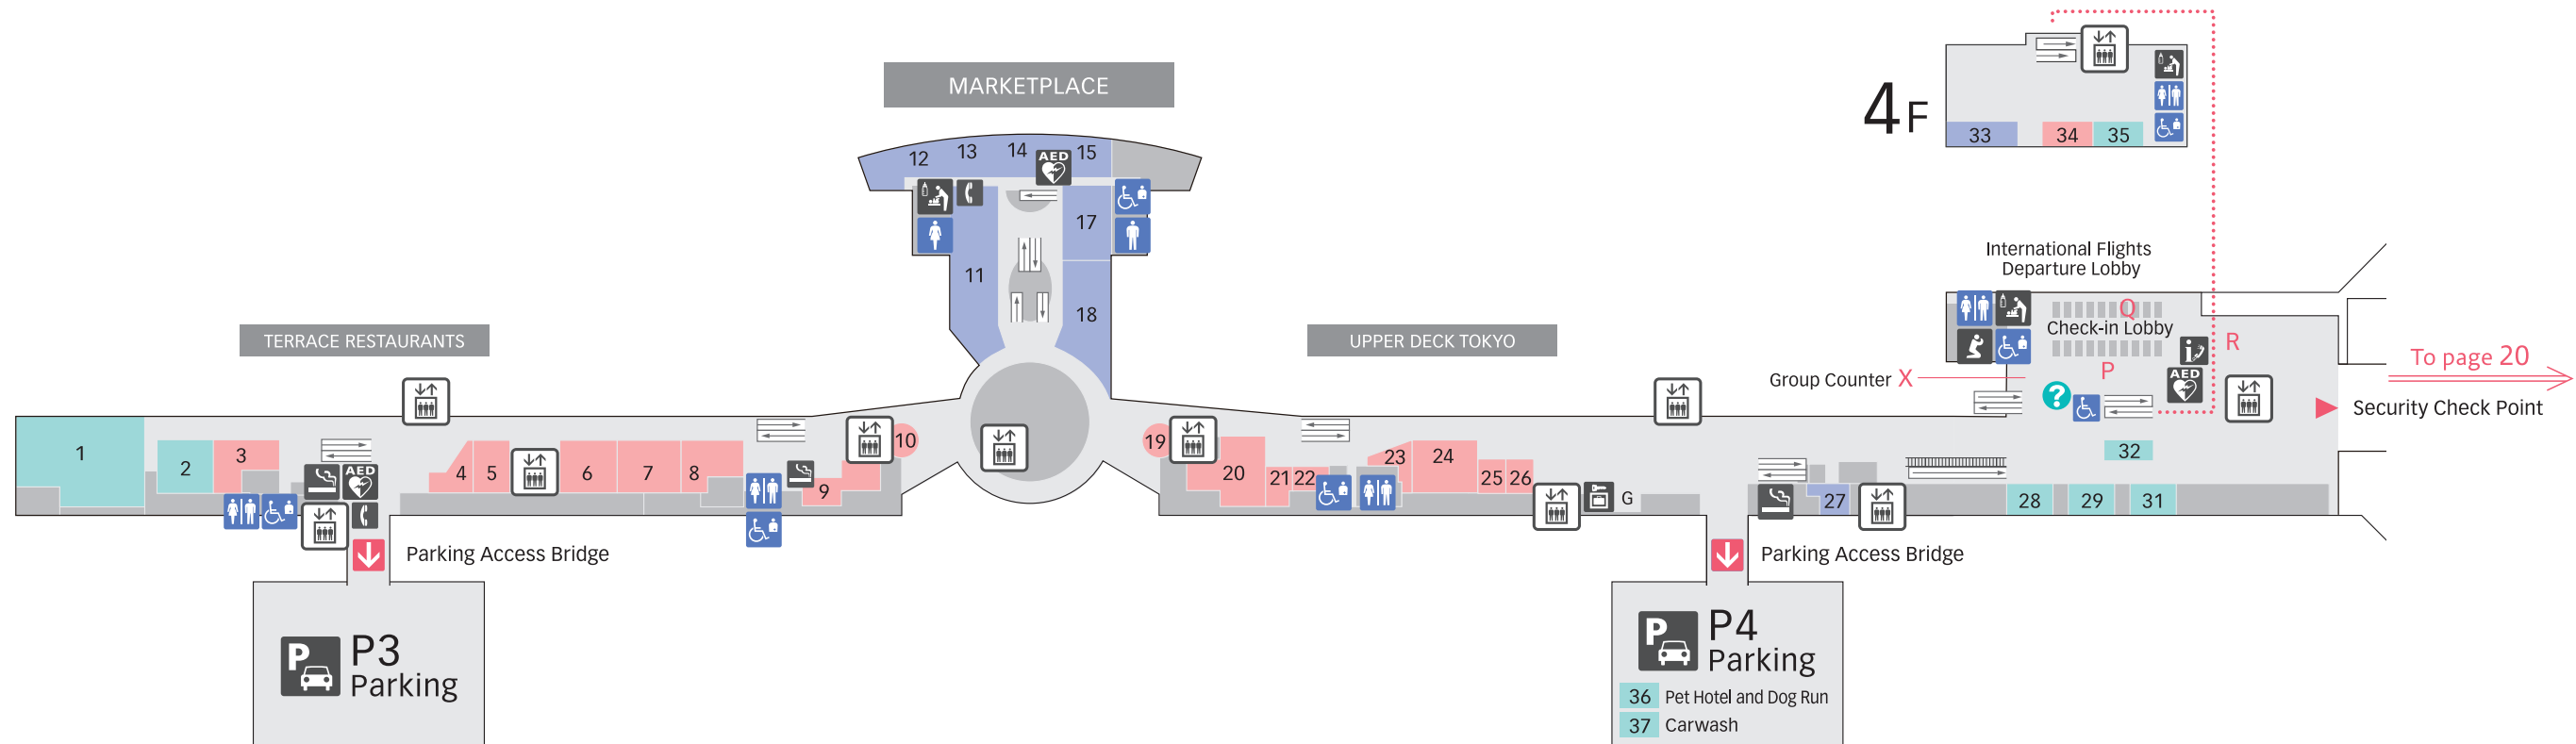 MARKETPLACE
4F
33
34
35
12
13
14
AED
15
17
11
18
International Flights
Departure Lobby
Q
Check-in Lobby
R
P
Group Counter X
AED
?
To page 20
Security Check Point
TERRACE RESTAURANTS
UPPER DECK TOKYO
1
2
3
AED
4
5
6
7
8
9
10
19
20
21
22
23
24
25
26
G
27
28
29
31
32
Parking Access Bridge
Parking Access Bridge
P
P3
Parking
P
P4
Parking
36 Pet Hotel and Dog Run
37 Carwash